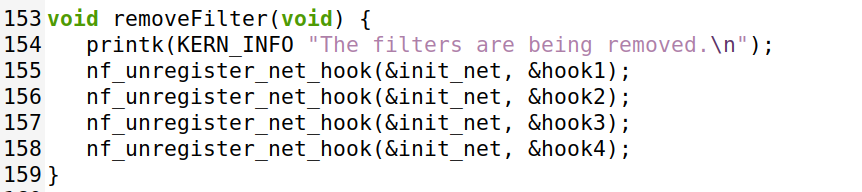 153 void removeFilter(void) {
154    printk(KERN_INFO "The filters are being removed.\n");
155    nf_unregister_net_hook(&init_net, &hook1);
156    nf_unregister_net_hook(&init_net, &hook2);
157    nf_unregister_net_hook(&init_net, &hook3);
158    nf_unregister_net_hook(&init_net, &hook4);
159 }